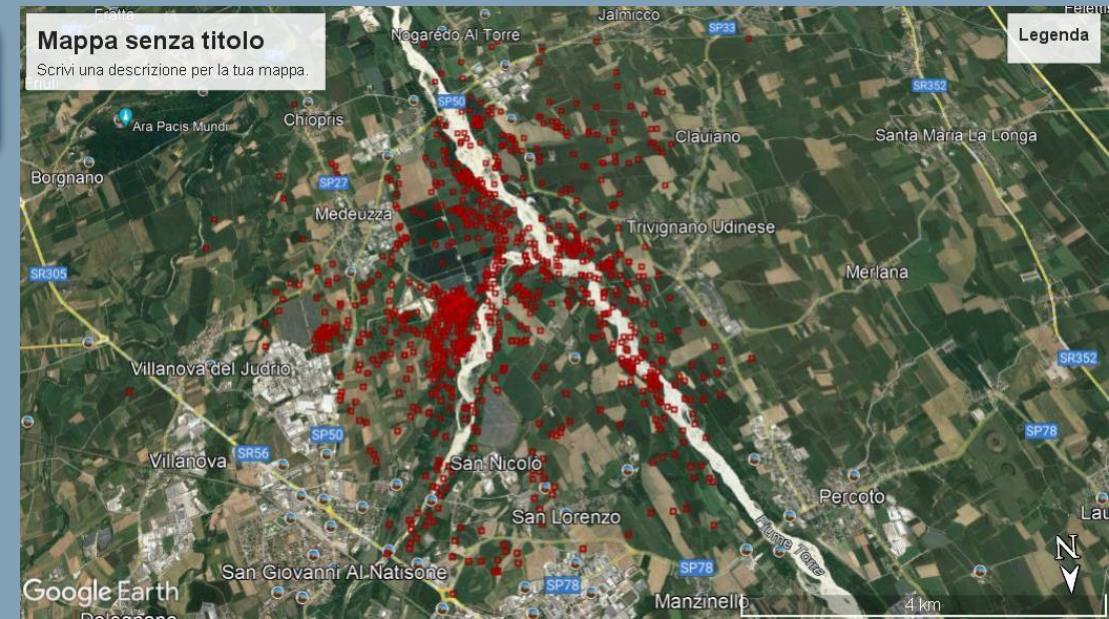 Fratta
Jalmicco
Mappa senza titolo
Scrivi una descrizione per la tua mappa.
Nogaredo Al Torre
SP33
Legenda
SR352
SP50
Chiopris
Ara Pacis Mundi
Clauiano
Santa Maria La Longa
Borgnano
SP27
Medeuzza
Trivignano Udinese
SR305
Merlana
Villanova del Judrio
SR352
SP50
SP78
Villanova
SR56
San Nicolo
Percoto
San Lorenzo
Fiume Torre
N
San Giovanni Al Natisone
SP78
SP78
Google Earth
Manzinello
4 km